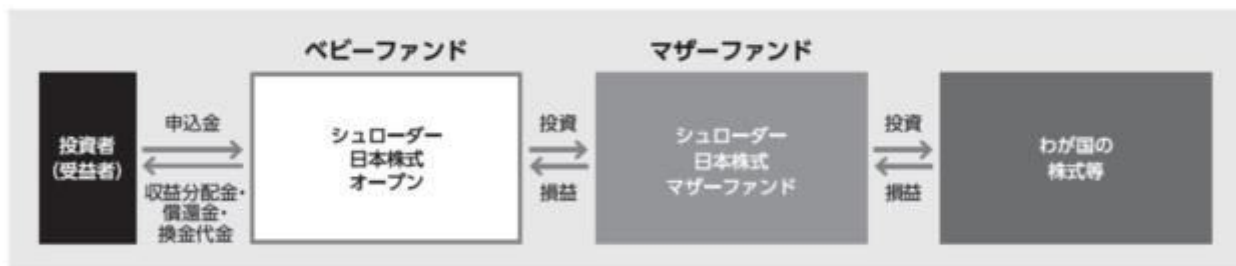 ベビーファンド
マザーファンド
投資者
(受益者)
申込金
収益分配金・
償還金・
換金代金
シュローダー
日本株式
オープン
投資
損益
シュローダー
日本株式
マザーファンド
投資
損益
わが国の
株式等